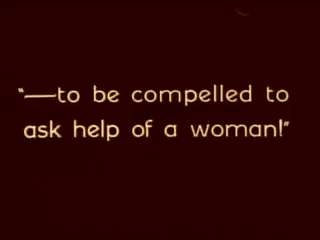 "—to be compelled to
ask help of a woman!"